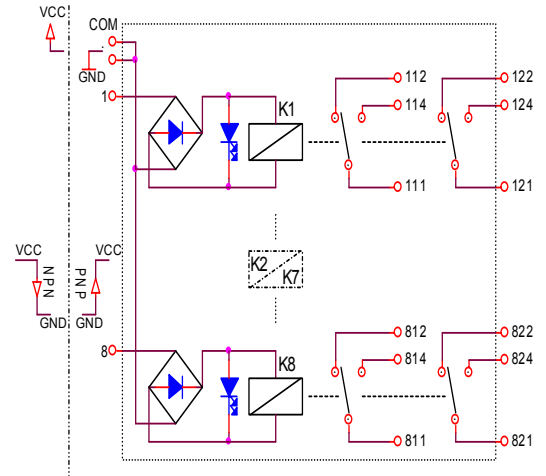 VCC
COM
GND
1
K1
112
114
111
122
124
121
K2
K7
VCC
NPN
GND
VCC
PNP
GND
8
K8
812
814
811
822
824
821